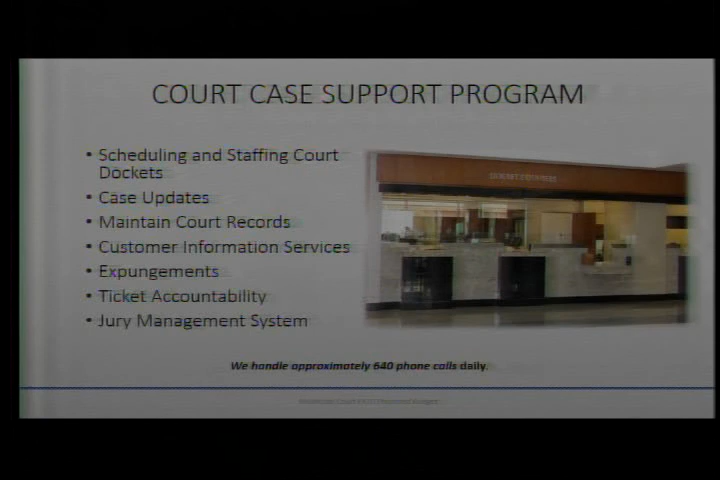 COURT CASE SUPPORT PROGRAM
• Scheduling and Staffing Court
Dockets
• Case Updates
• Maintain Court Records
• Customer Information Services
• Expungements
• Ticket Accountability
• Jury Management System
We handle approximately 640 phone calls daily.
Municipal Court